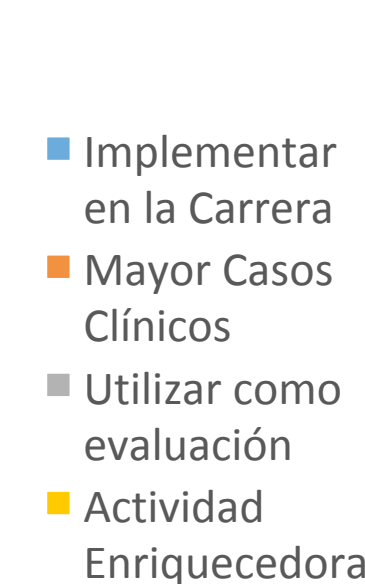 Implementar
en la Carrera
Mayor Casos
Clínicos
Utilizar como
evaluación
Actividad
Enriquecedora